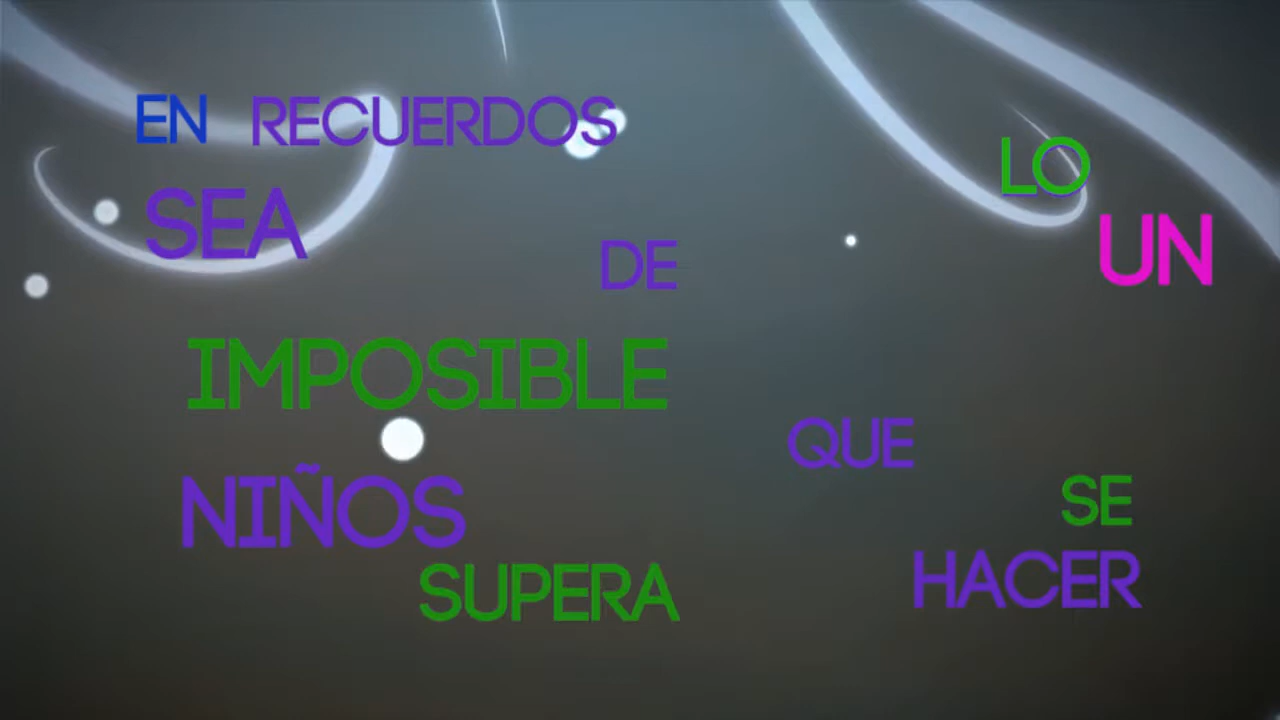 EN RECUERDOS
LO
SEA
UN
DE
IMPOSIBLE
QUE
NIÑOS
SE
HACER
SUPERA